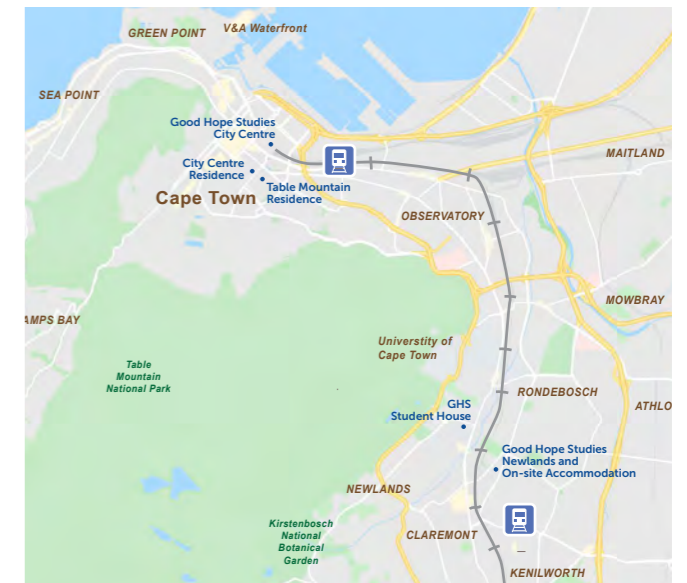 V&A Waterfront
GREEN POINT
SEA POINT
Good Hope Studies
City Centre
MAITLAND
City Centre
Residence
Table Mountain
Residence
Cape Town
OBSERVATORY
MOWBRAY
AMPS BAY
Universtity of
Cape Town
Table
Mountain
National Park
RONDEBOSCH
GHS
Student House
ATHLO
Good Hope Studies
Newlands and
On-site Accommodation
NEWLANDS
Kirstenbosch
National
Botanical
Garden
CLAREMONT
KENILWORTH